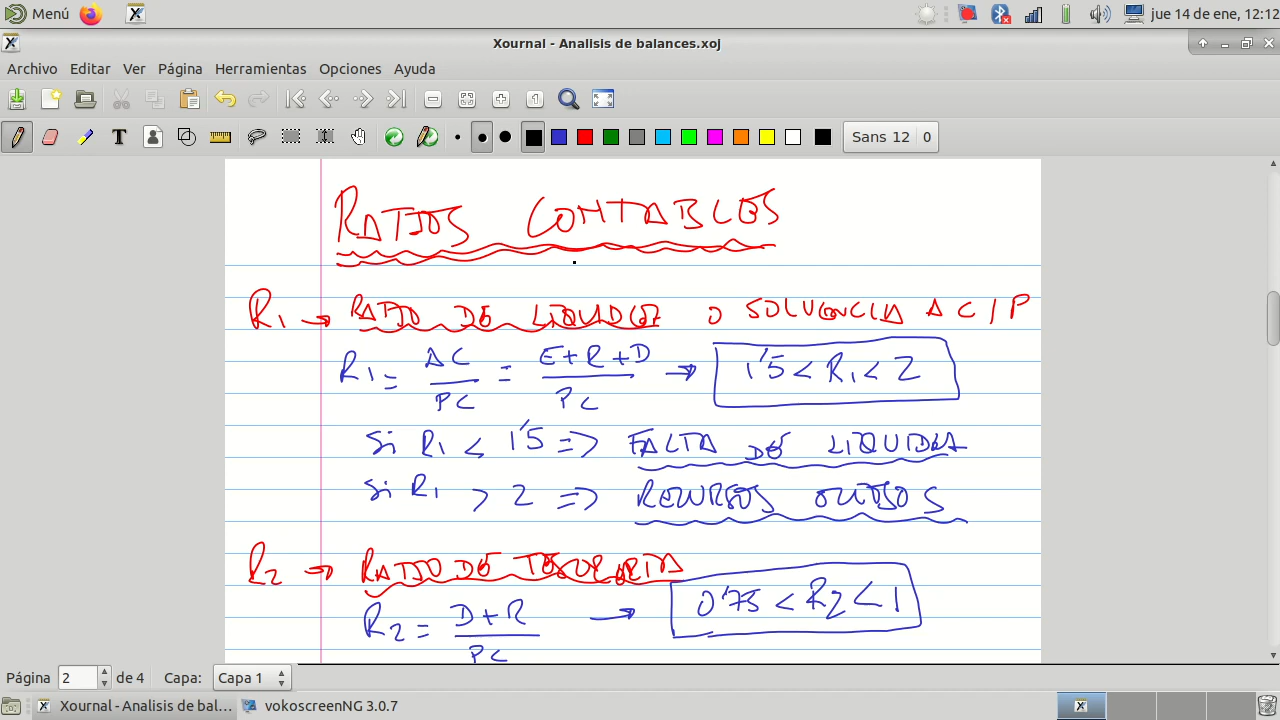 Menú
jue 14 de ene, 12:12
Xournal - Analisis de balances.xoj
Archivo Editar Ver Página Herramientas Opciones Ayuda
Sans 12 0
RATIOS CONTABLES
R1 → RATIO DE LIQUIDEZ O SOLVENCIA A C/P
R1 = AC/PC = E+R+D/PC → 1'5 < R1 < 2
Si R1 < 1'5 => FALTA DE LIQUIDEZ
Si R1 > 2 => RECURSOS OCIOSOS
R2 → RATIO DE TESORERIA
R2 = D+R/PC → 0'75 < R2 < 1
Página 2 de 4 Capa: Capa 1
Xournal - Analisis de bal... vokoscreenNG 3.0.7